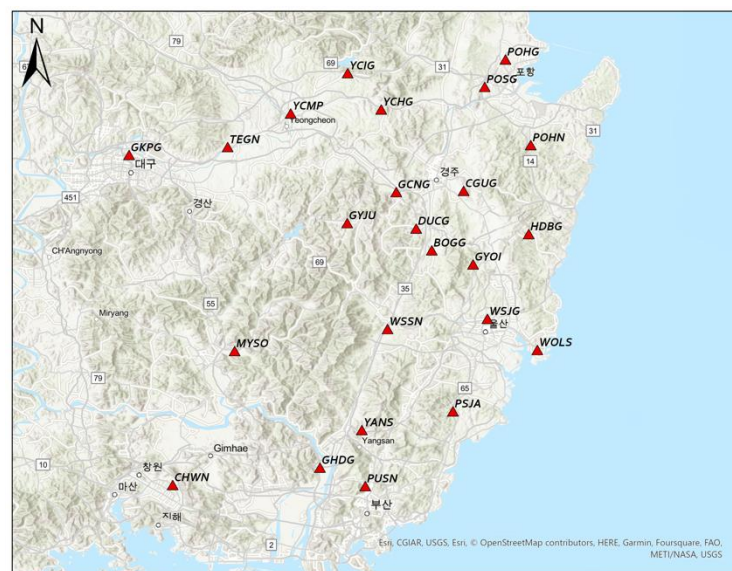 N
79
POHG
69
YCIG
31
포항
67
POSG
YCMP
YCHG
Yeongcheon
31
TEGN
POHN
GKPG
14
대구
경주
451
GCNG
CGUG
경산
GYJU
DUCG
HDBG
CH'Angnyong
BOGG
69
GYOI
35
55
Miryang
WSJG
WSSN
울산
MYSO
WOLS
79
65
PSJA
YANS
Yangsan
Gimhae
10
GHDG
창원
CHWN
PUSN
마산
부산
진해
2
Esri, CGIAR, USGS, Esri, © OpenStreetMap contributors, HERE, Garmin, Foursquare, FAO,
METI/NASA, USGS